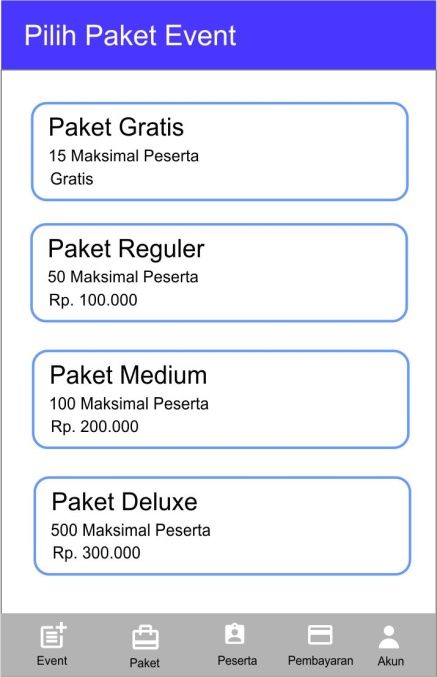 Pilih Paket Event
Paket Gratis
15 Maksimal Peserta
Gratis
Paket Reguler
50 Maksimal Peserta
Rp. 100.000
Paket Medium
100 Maksimal Peserta
Rp. 200.000
Paket Deluxe
500 Maksimal Peserta
Rp. 300.000
Event
Paket
Peserta
Pembayaran
Akun